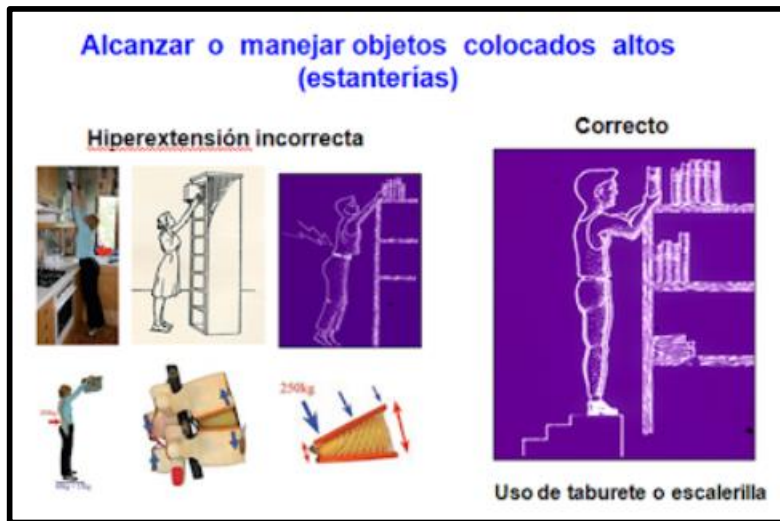 Alcanzar o manejar objetos colocados altos
(estanterías)
Hiperextensión incorrecta
Correcto
250kg
Uso de taburete o escalerilla